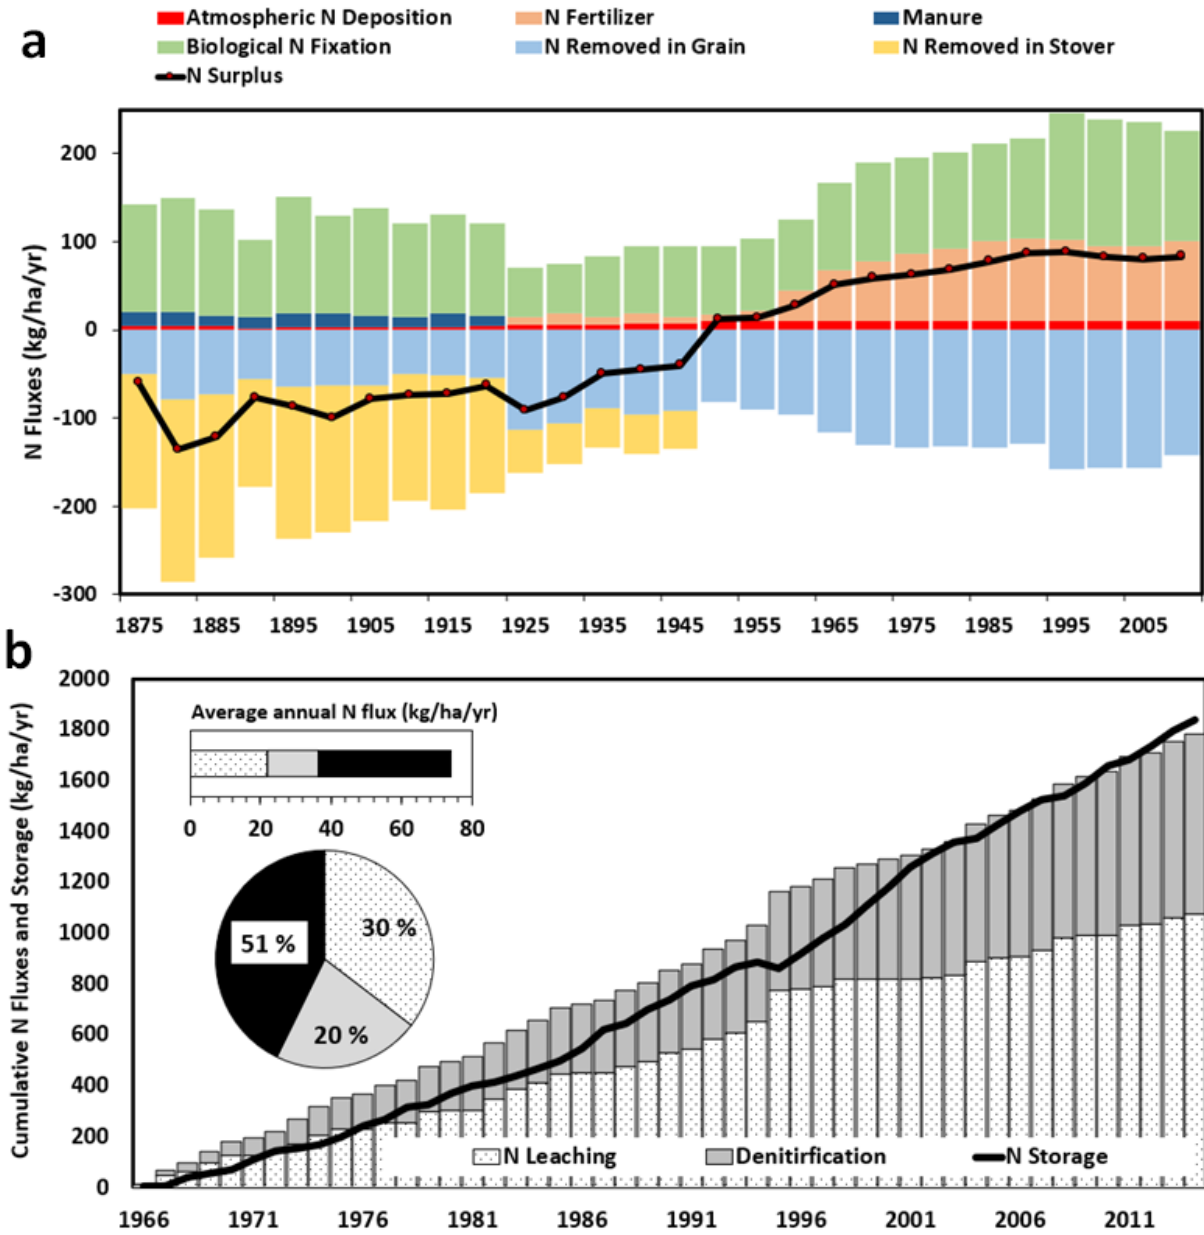 a
Atmospheric N Deposition N Fertilizer Manure
Biological N Fixation N Removed in Grain N Removed in Stover
N Surplus
N Fluxes (kg/ha/yr)
200
100
0
-100
-200
-300
1875 1885 1895 1905 1915 1925 1935 1945 1955 1965 1975 1985 1995 2005
b
Cumulative N Fluxes and Storage (kg/ha/yr)
2000
1800
1600
1400
1200
1000
800
600
400
200
0
Average annual N flux (kg/ha/yr)
0 20 40 60 80
30 %
51 %
20 %
N Leaching Denitirfication N Storage
1966 1971 1976 1981 1986 1991 1996 2001 2006 2011